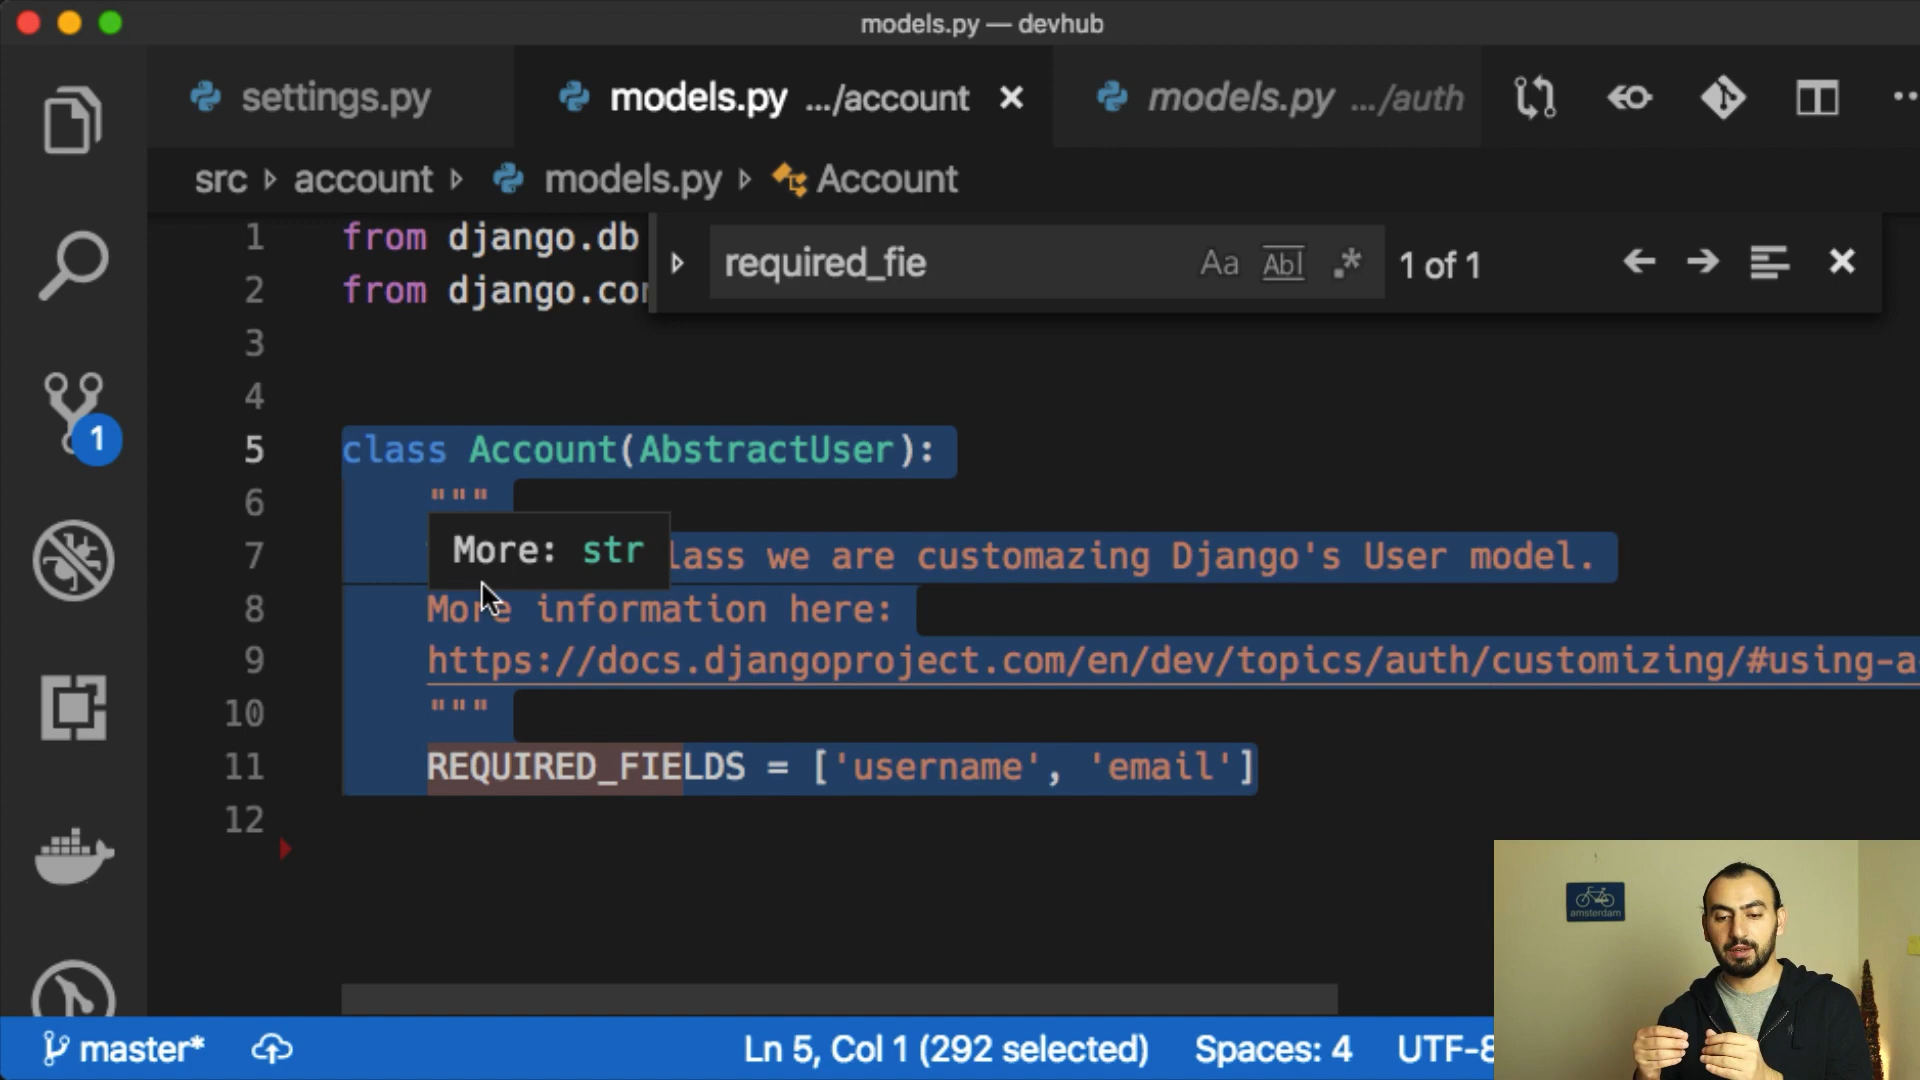 models.py — devhub
settings.py
models.py .../account
models.py .../auth
src account models.py Account
1 from django.db
required_fie
Aa Abl .* 1 of 1
2 from
3
4
5 class Account(AbstractUser):
6 """
More: str
7 we are customazing Django's User model.
8 More information here:
9 https://docs.djangoproject.com/en/dev/topics/auth/customizing/#using-a
10 """
11 REQUIRED_FIELDS = ['username', 'email']
12
1
amsterdam
master*
Ln 5, Col 1 (292 selected)
Spaces: 4
UTF-8